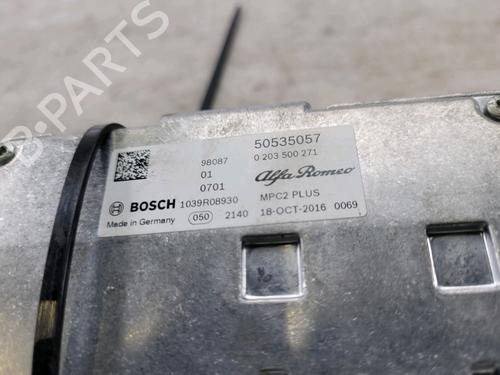 50535057
98087 0 203 500 271
01
0701 Alfa Romeo
BOSCH 1039R08930 MPC2 PLUS
Made in Germany 050 2140 18-OCT-2016 0069
B-PARTS